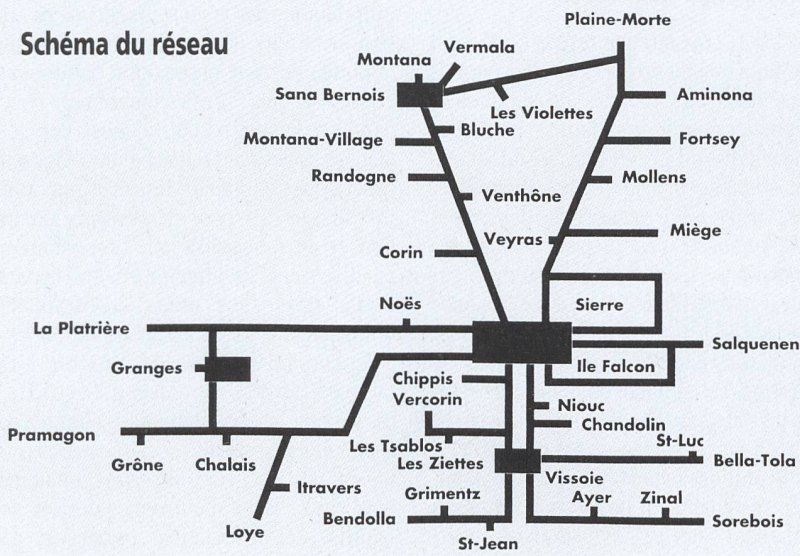 Schéma du réseau
Plaine-Morte
Vermala
Montana
Sana Bernois
Les Violettes
Aminona
Bluche
Montana-Village
Fortsey
Randogne
Mollens
Venthône
Veyras
Miège
Corin
Noës
Sierre
La Platrière
Salquenen
Granges
Ile Falcon
Chippis
Vercorin
Niouc
Chandolin
Pramagon
Les Tsablos
St-Luc
Grône
Chalais
Les Ziettes
Bella-Tola
Vissoie
Itravers
Grimentz
Ayer
Zinal
Loye
Bendolla
Sorebois
St-Jean